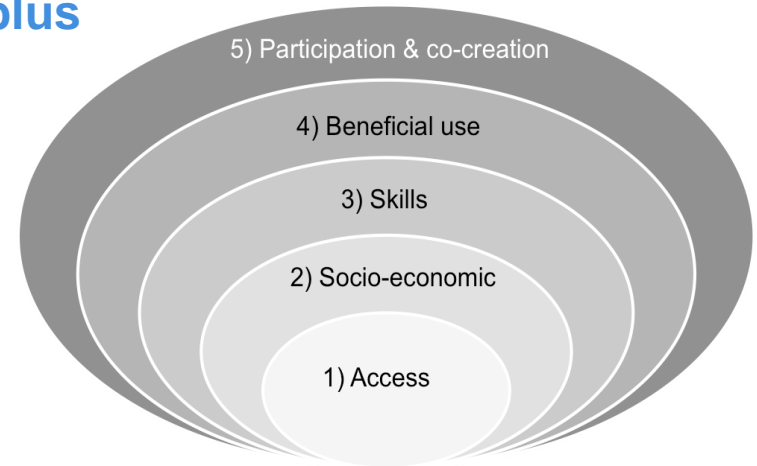 plus
5) Participation & co-creation
4) Beneficial use
3) Skills
2) Socio-economic
1) Access